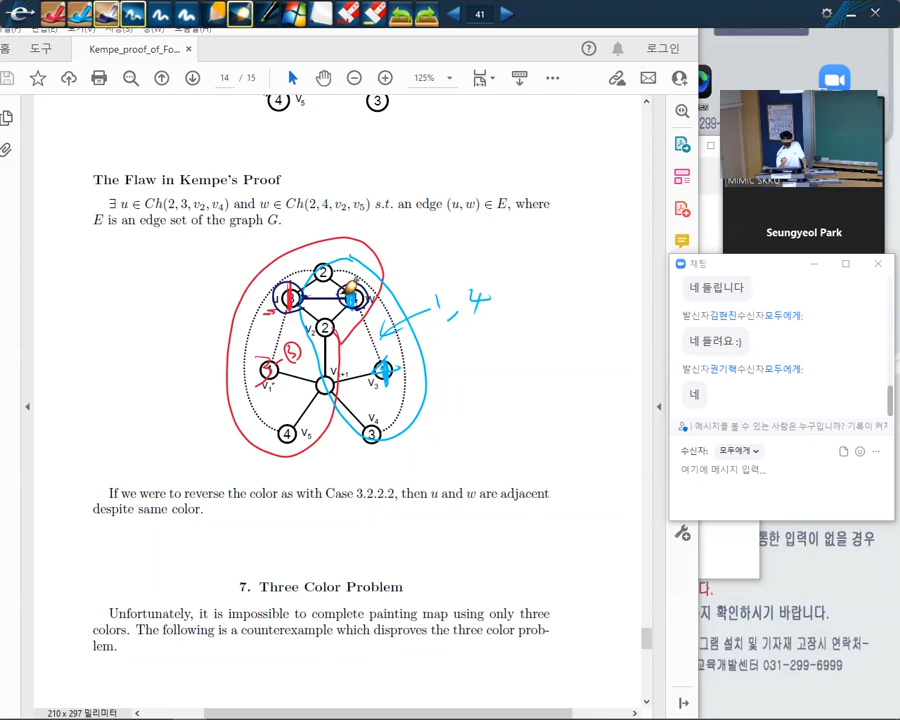 41
홈
도구
Kempe_proof_of_Fo...
로그인
14 / 15
125%
4
V5
3
The Flaw in Kempe's Proof
∃ u ∈ Ch(2, 3, v2, v4) and w ∈ Ch(2, 4, v2, v5) s.t. an edge (u, w) ∈ E, where
E is an edge set of the graph G.
2
u
w
1, 4
V2
2
3
V1
V3
V4
4
V5
3
If we were to reverse the color as with Case 3.2.2.2, then u and w are adjacent
despite same color.
7. Three Color Problem
Unfortunately, it is impossible to complete painting map using only three
colors. The following is a counterexample which disproves the three color prob-
lem.
210 x 297 밀리미터
MIMIC SKKU
Seungyeol Park
채팅
네 들립니다
발신자김현진수신자모두에게:
네 들려요 :)
발신자권기혁수신자모두에게:
네
메시지를 볼 수 있는 사람은 누구입니까? 기록이 켜져
수신자:
모두에게
여기에 메시지 입력...
통한 입력이 없을 경우
다.
지 확인하시기 바랍니다.
그램 설치 및 기자재 고장시 연락처-
교육개발센터 031-299-6999